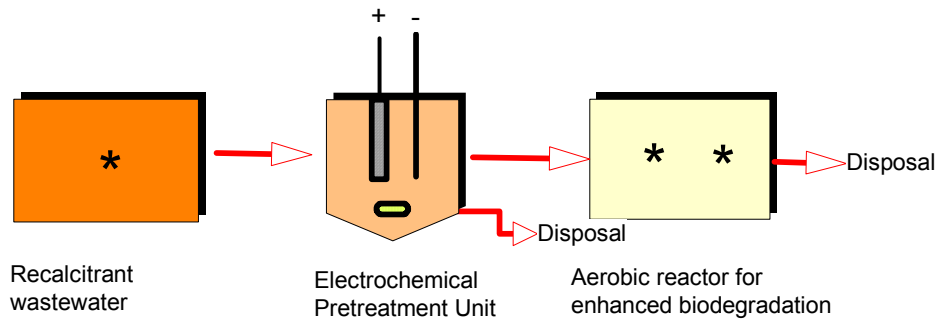 + -
*
* *
Disposal
Disposal
Recalcitrant
wastewater
Electrochemical
Pretreatment Unit
Aerobic reactor for
enhanced biodegradation